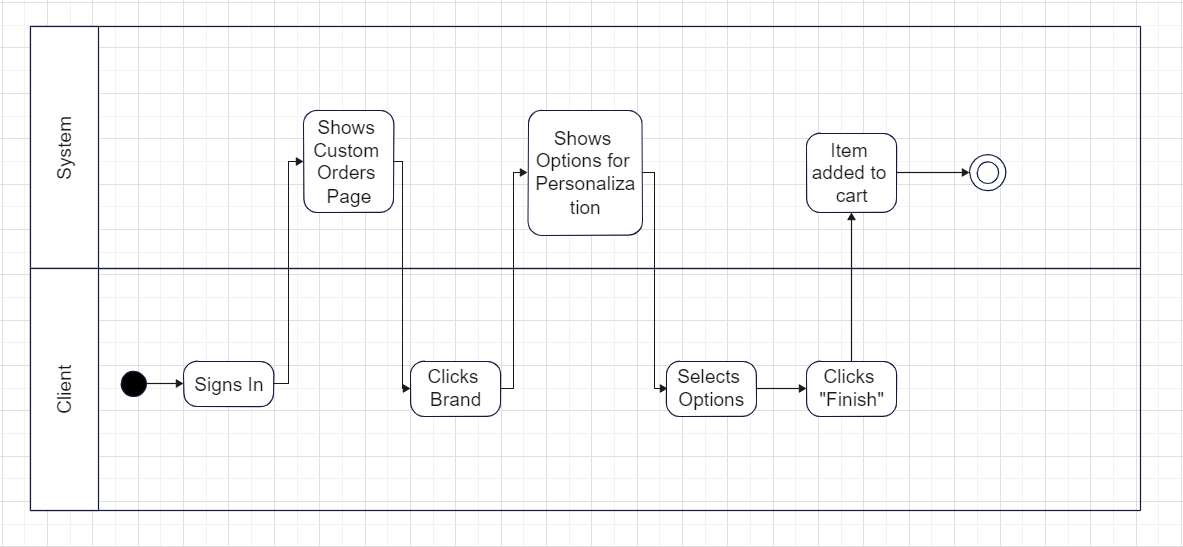 System
Shows
Custom
Orders
Page
Shows
Options for
Personaliza
tion
Item
added to
cart
Client
Signs In
Clicks
Brand
Selects
Options
Clicks
"Finish"